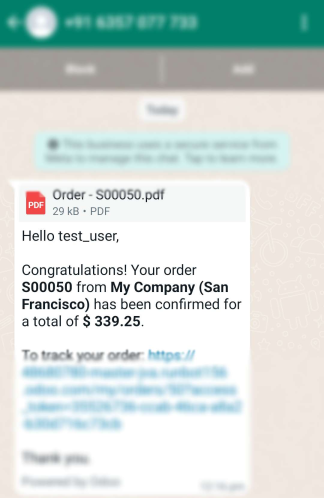 +91 6357 077 733
Block
Add
Today
This business uses a secure service from
Meta to manage this chat. Tap to learn more.
Order - S00050.pdf
PDF
29 kB • PDF
Hello test_user,
Congratulations! Your order
S00050 from My Company (San
Francisco) has been confirmed for
a total of $ 339.25.
To track your order: https://
Thank you.
Powered by Odoo
12:16 pm